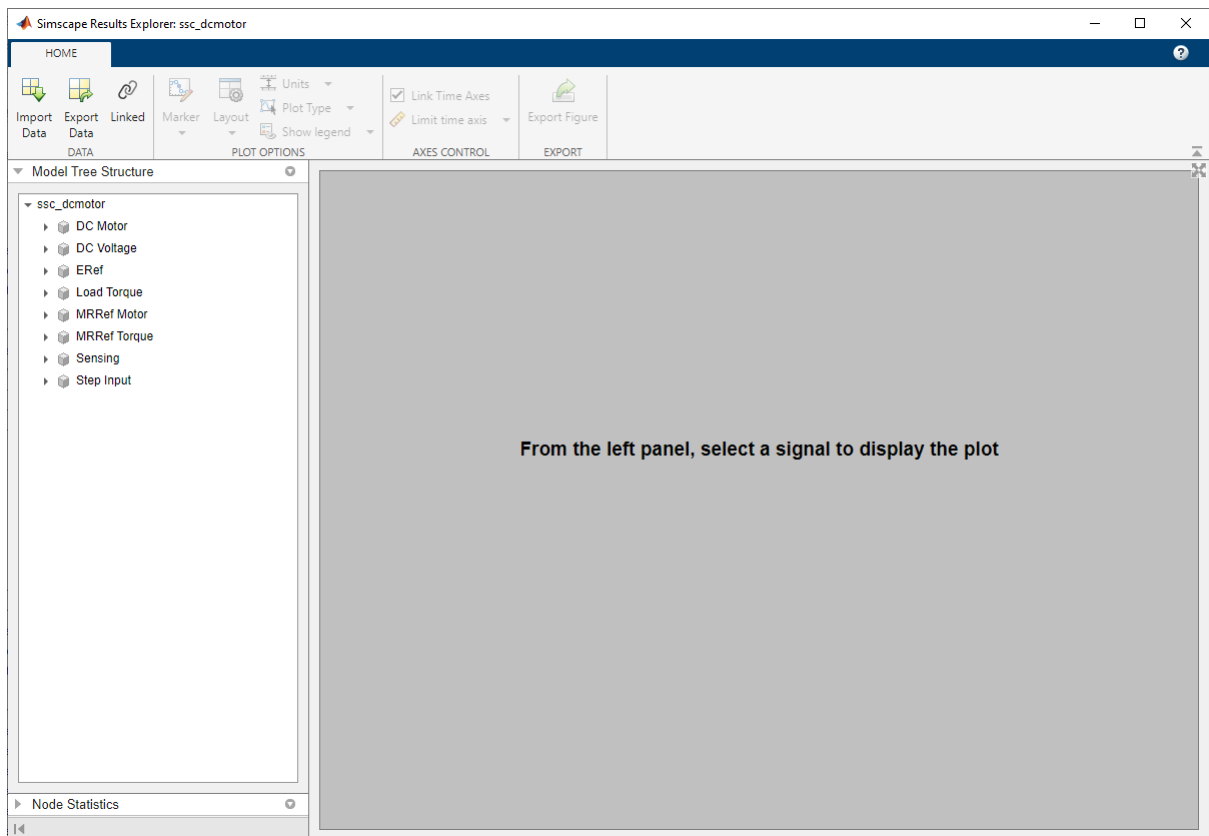 Simscape Results Explorer: ssc_dcmotor
HOME
?
Import Data
Export Data
Linked
Marker
Layout
Units
Plot Type
Show legend
Link Time Axes
Limit time axis
Export Figure
DATA
PLOT OPTIONS
AXES CONTROL
EXPORT
Model Tree Structure
ssc_dcmotor
DC Motor
DC Voltage
ERef
Load Torque
MRRef Motor
MRRef Torque
Sensing
Step Input
From the left panel, select a signal to display the plot
Node Statistics